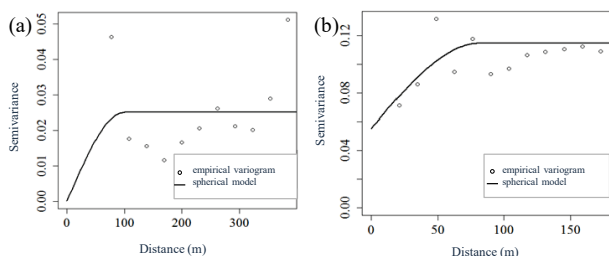 (a)
Semivariance
0.00 0.01 0.02 0.03 0.04 0.05
empirical variogram
spherical model
0 100 200 300
Distance (m)
(b)
Semivariance
0.00 0.04 0.08 0.12
empirical variogram
spherical model
0 50 100 150
Distance (m)